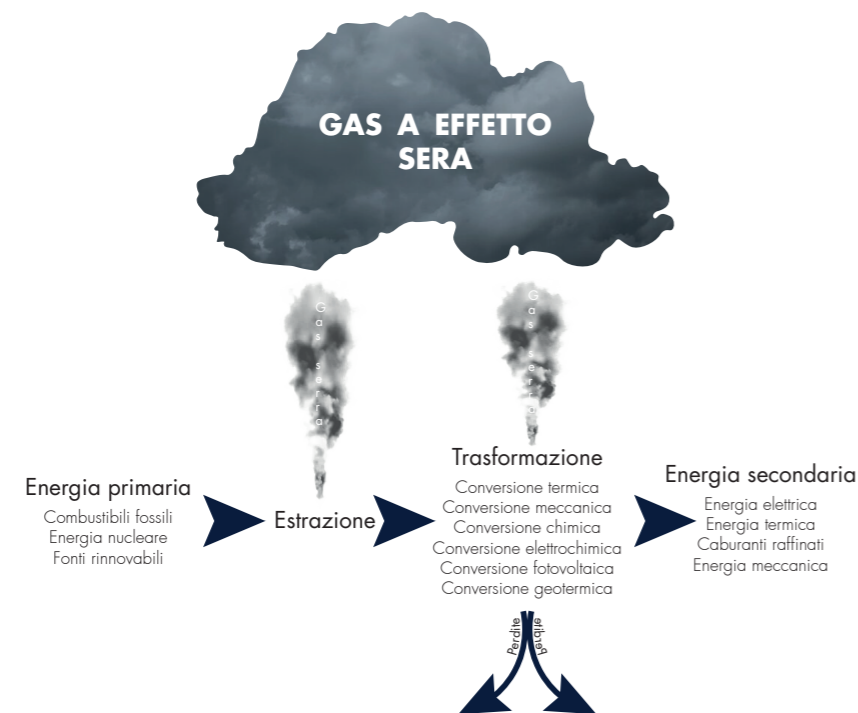 GAS A EFFETTO
SERA
Gas serra
Gas serra
Energia primaria
Combustibili fossili
Energia nucleare
Fonti rinnovabili
Estrazione
Trasformazione
Conversione termica
Conversione meccanica
Conversione chimica
Conversione elettrochimica
Conversione fotovoltaica
Conversione geotermica
Energia secondaria
Energia elettrica
Energia termica
Caburanti raffinati
Energia meccanica
Perdite
Perdite